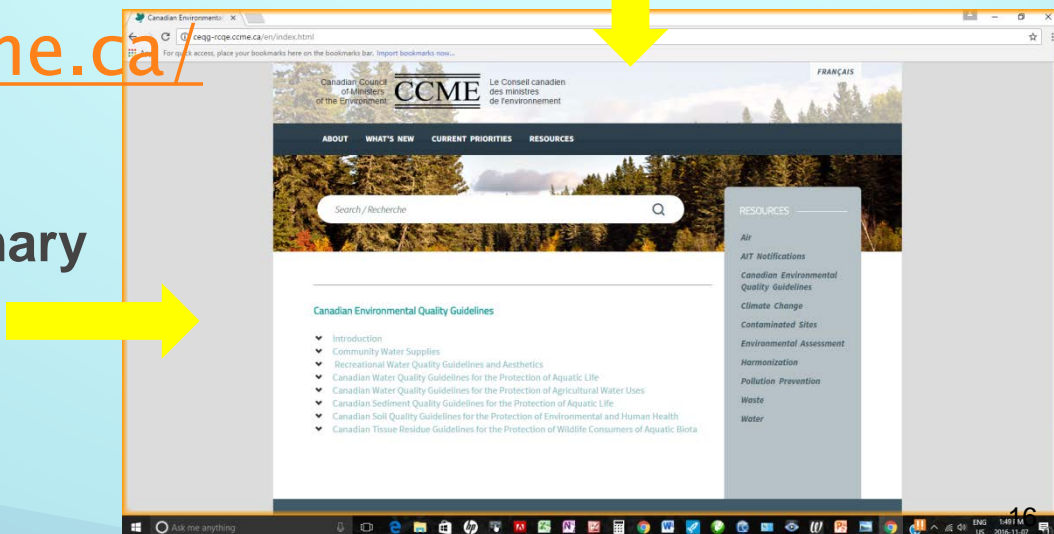 me.ca/
nary
Canadian Environmental
ceqg-rcqe.ccme.ca/en/index.html
For quick access, place your bookmarks here on the bookmarks bar. Import bookmarks now...
FRANÇAIS
Canadian Council
of Ministers
of the Environment
CCME
Le Conseil canadien
des ministres
de l'environnement
ABOUT WHAT'S NEW CURRENT PRIORITIES RESOURCES
Search / Recherche
RESOURCES
Air
AIT Notifications
Canadian Environmental
Quality Guidelines
Climate Change
Contaminated Sites
Environmental Assessment
Harmonization
Pollution Prevention
Waste
Water
Canadian Environmental Quality Guidelines
Introduction
Community Water Supplies
Recreational Water Quality Guidelines and Aesthetics
Canadian Water Quality Guidelines for the Protection of Aquatic Life
Canadian Water Quality Guidelines for the Protection of Agricultural Water Uses
Canadian Sediment Quality Guidelines for the Protection of Aquatic Life
Canadian Soil Quality Guidelines for the Protection of Environmental and Human Health
Canadian Tissue Residue Guidelines for the Protection of Wildlife Consumers of Aquatic Biota
Ask me anything
ENG
US
1:49 PM
2016-11-07
16